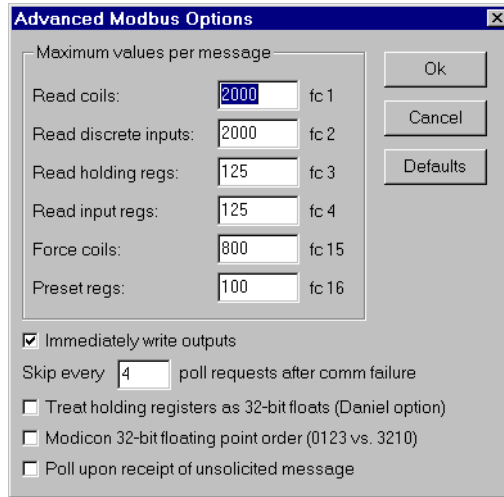 Advanced Modbus Options
Maximum values per message
Read coils: 2000 fc 1
Read discrete inputs: 2000 fc 2
Read holding regs: 125 fc 3
Read input regs: 125 fc 4
Force coils: 800 fc 15
Preset regs: 100 fc 16
Ok
Cancel
Defaults
Immediately write outputs
Skip every 4 poll requests after comm failure
Treat holding registers as 32-bit floats (Daniel option)
Modicon 32-bit floating point order (0123 vs. 3210)
Poll upon receipt of unsolicited message